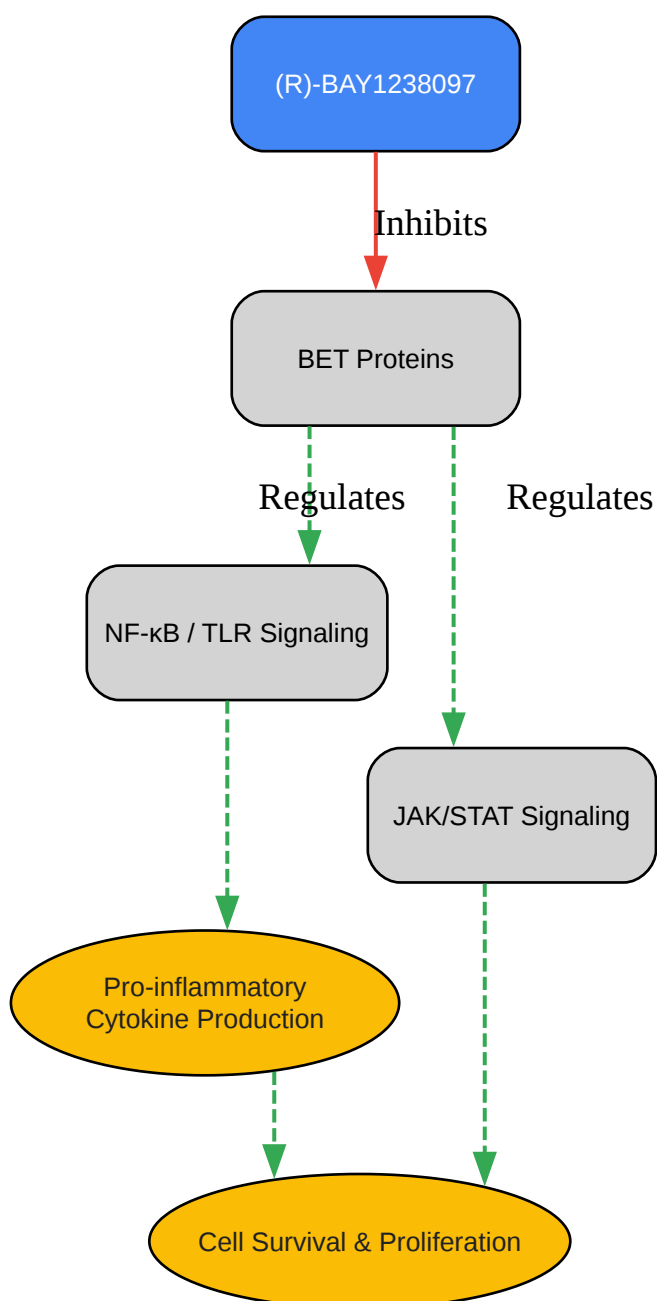 (R)-BAY1238097
Inhibits
BET Proteins
Regulates
Regulates
NF-κB / TLR Signaling
JAK/STAT Signaling
Pro-inflammatory
Cytokine Production
Cell Survival & Proliferation